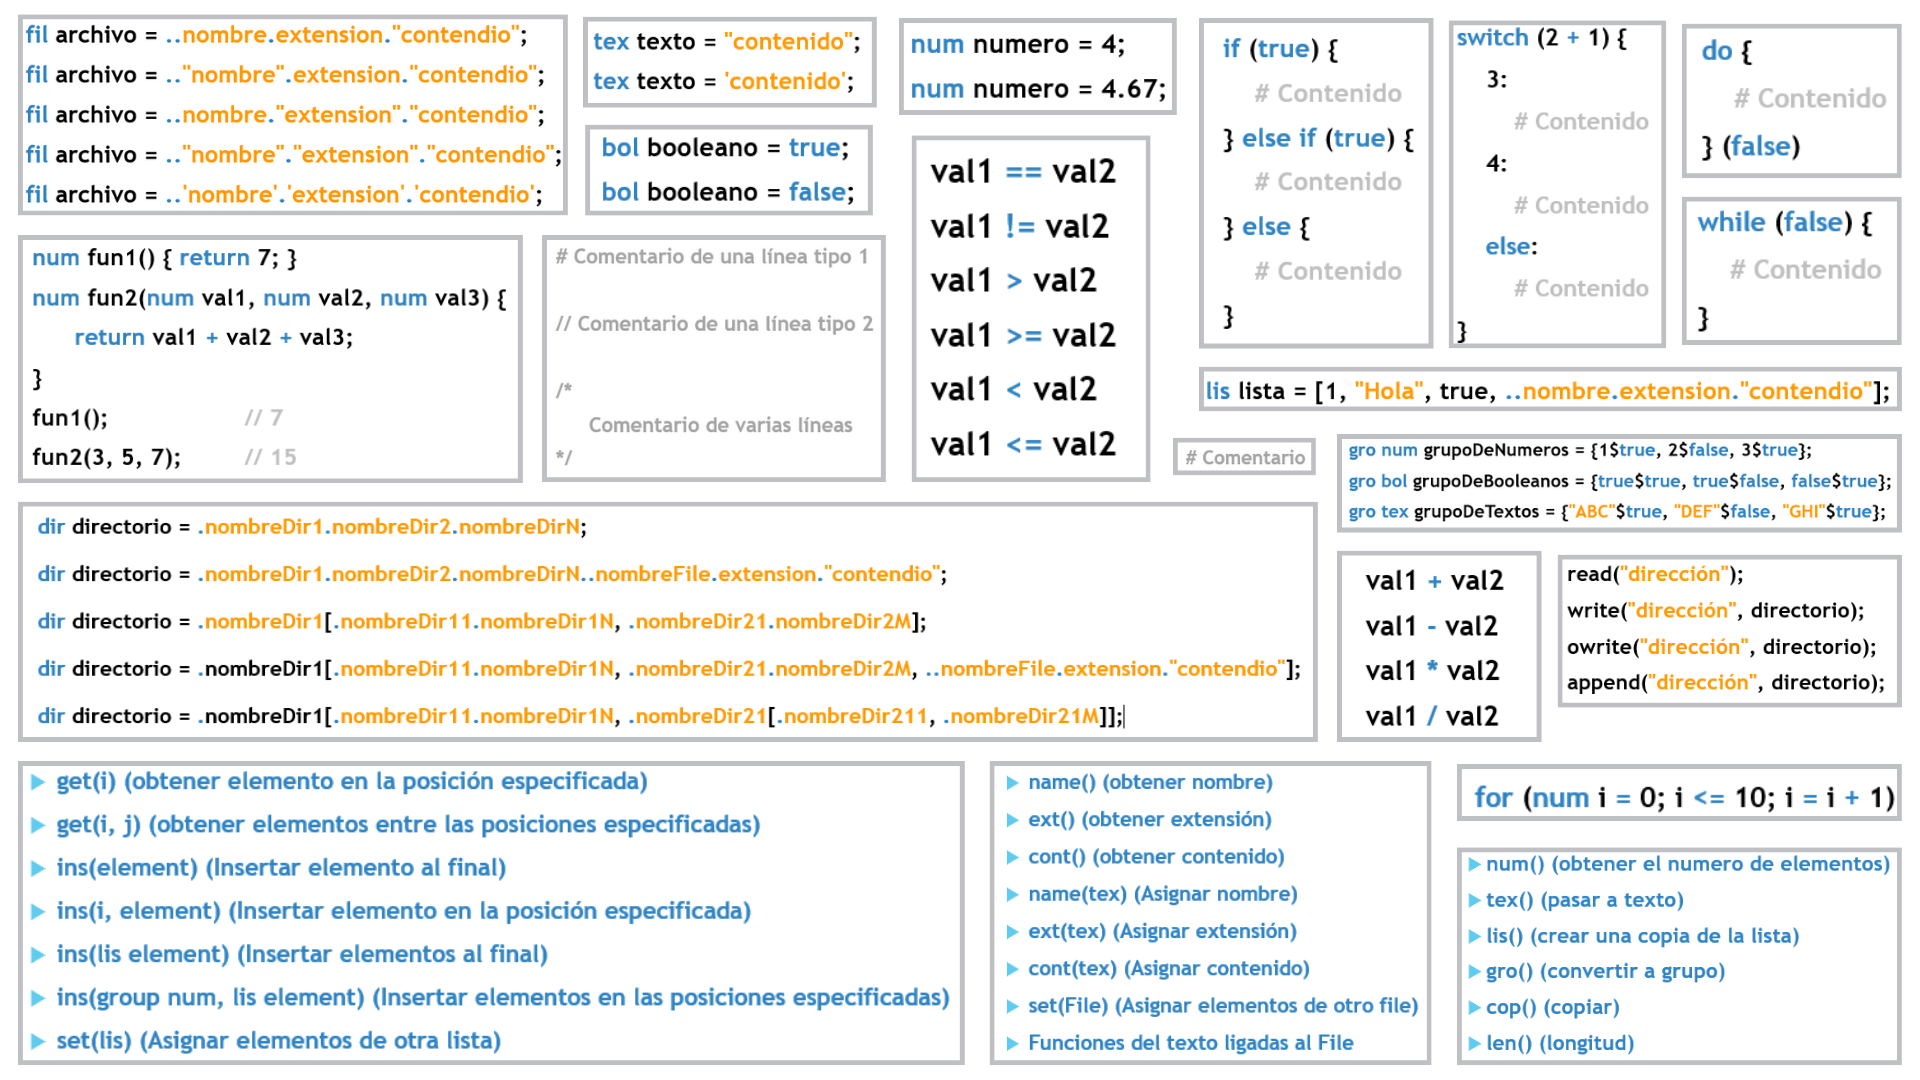 fil archivo = ..nombre.extension."contendio";
fil archivo = .."nombre".extension."contendio";
fil archivo = ..nombre."extension"."contendio";
fil archivo = .."nombre"."extension"."contendio";
fil archivo = ..'nombre'.'extension'.'contendio';
tex texto = "contenido";
tex texto = 'contenido';
bol booleano = true;
bol booleano = false;
num numero = 4;
num numero = 4.67;
val1 == val2
val1 != val2
val1 > val2
val1 >= val2
val1 < val2
val1 <= val2
if (true) {
# Contenido
} else if (true) {
# Contenido
} else {
# Contenido
}
switch (2 + 1) {
3:
# Contenido
4:
# Contenido
else:
# Contenido
}
do {
# Contenido
} (false)
while (false) {
# Contenido
}
num fun1() { return 7; }
num fun2(num val1, num val2, num val3) {
return val1 + val2 + val3;
}
fun1(); // 7
fun2(3, 5, 7); // 15
# Comentario de una línea tipo 1
// Comentario de una línea tipo 2
/*
Comentario de varias líneas
*/
lis lista = [1, "Hola", true, ..nombre.extension."contendio"];
# Comentario
gro num grupoDeNumeros = {1$true, 2$false, 3$true};
gro bol grupoDeBooleanos = {true$true, true$false, false$true};
gro tex grupoDeTextos = {"ABC"$true, "DEF"$false, "GHI"$true};
dir directorio = .nombreDir1.nombreDir2.nombreDirN;
dir directorio = .nombreDir1.nombreDir2.nombreDirN..nombreFile.extension."contendio";
dir directorio = .nombreDir1[.nombreDir11.nombreDir1N, .nombreDir21.nombreDir2M];
dir directorio = .nombreDir1[.nombreDir11.nombreDir1N, .nombreDir21.nombreDir2M, ..nombreFile.extension."contendio"];
dir directorio = .nombreDir1[.nombreDir11.nombreDir1N, .nombreDir21[.nombreDir211, .nombreDir21M]];
val1 + val2
val1 - val2
val1 * val2
val1 / val2
read("dirección");
write("dirección", directorio);
owrite("dirección", directorio);
append("dirección", directorio);
get(i) (obtener elemento en la posición especificada)
get(i, j) (obtener elementos entre las posiciones especificadas)
ins(element) (Insertar elemento al final)
ins(i, element) (Insertar elemento en la posición especificada)
ins(lis element) (Insertar elementos al final)
ins(group num, lis element) (Insertar elementos en las posiciones especificadas)
set(lis) (Asignar elementos de otra lista)
name() (obtener nombre)
ext() (obtener extensión)
cont() (obtener contenido)
name(tex) (Asignar nombre)
ext(tex) (Asignar extensión)
cont(tex) (Asignar contenido)
set(File) (Asignar elementos de otro file)
Funciones del texto ligadas al File
for (num i = 0; i <= 10; i = i + 1)
num() (obtener el numero de elementos)
tex() (pasar a texto)
lis() (crear una copia de la lista)
gro() (convertir a grupo)
cop() (copiar)
len() (longitud)